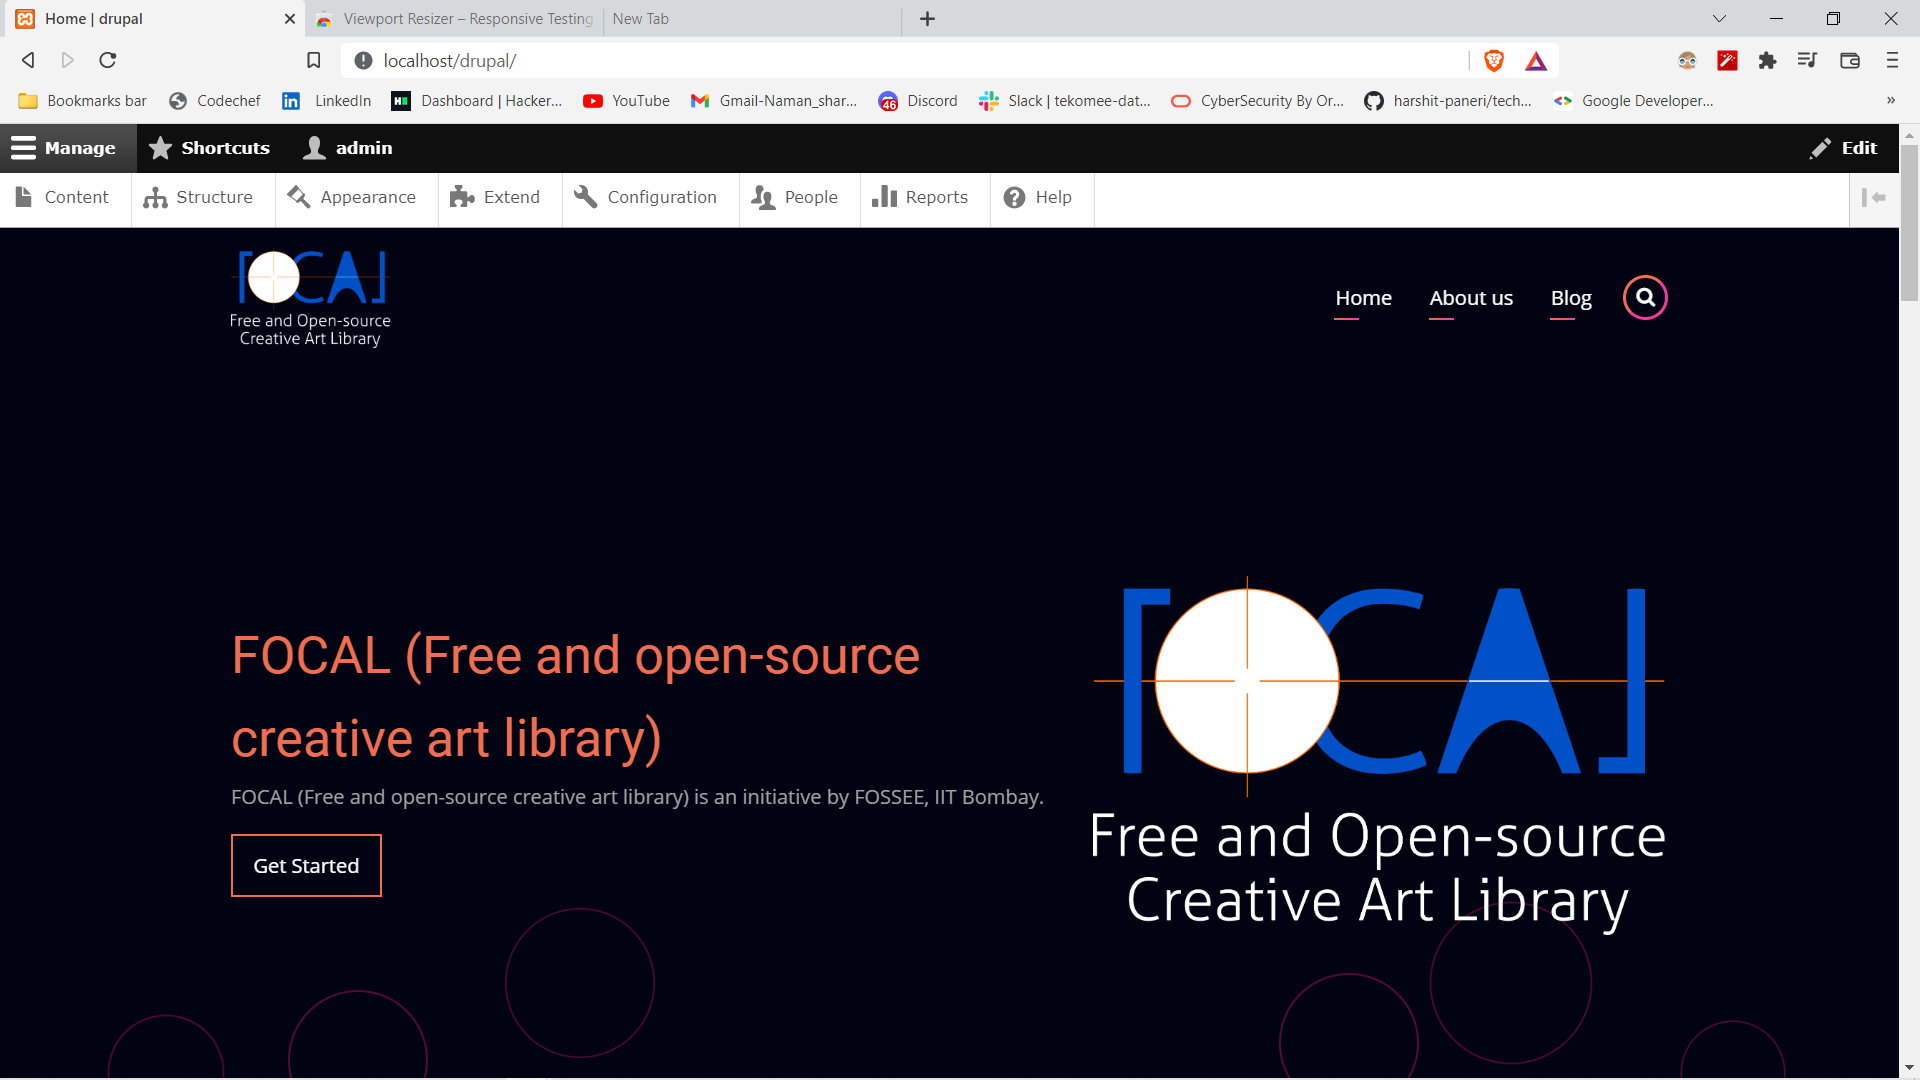 Home | drupal
Viewport Resizer – Responsive Testing
New Tab
localhost/drupal/
Bookmarks bar
Codechef
LinkedIn
Dashboard | Hacker...
YouTube
Gmail-Naman_shar...
46
Discord
Slack | tekomee-dat...
CyberSecurity By Or...
harshit-paneri/tech...
Google Developer...
»
Manage
Shortcuts
admin
Edit
Content
Structure
Appearance
Extend
Configuration
People
Reports
Help
FOCAL
Free and Open-source
Creative Art Library
Home
About us
Blog
FOCAL (Free and open-source
creative art library)
FOCAL (Free and open-source creative art library) is an initiative by FOSSEE, IIT Bombay.
Get Started
FOCAL
Free and Open-source
Creative Art Library